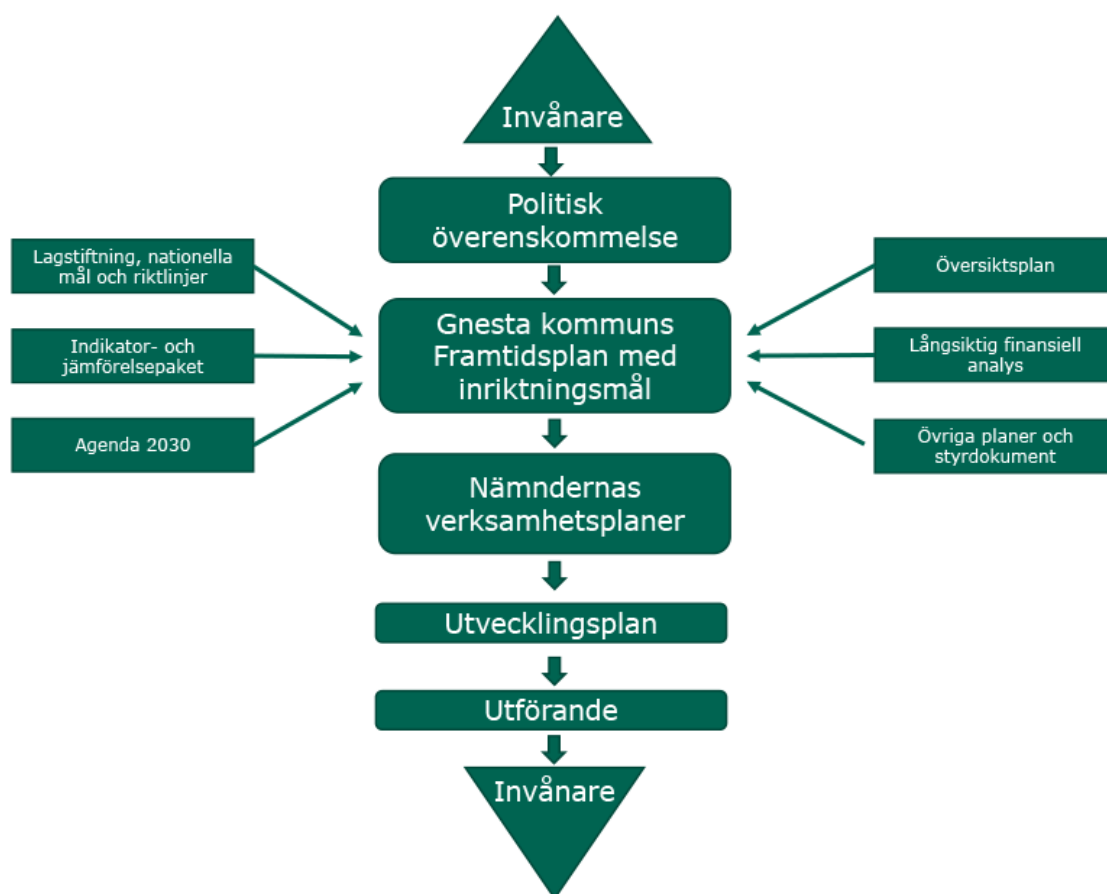 Invånare
Politisk
överenskommelse
Lagstiftning, nationella
mål och riktlinjer
Indikator- och
jämförelsepaket
Agenda 2030
Gnesta kommuns
Framtidsplan med
inriktningsmål
Översiktsplan
Långsiktig finansiell
analys
Övriga planer och
styrdokument
Nämndernas
verksamhetsplaner
Utvecklingsplan
Utförande
Invånare